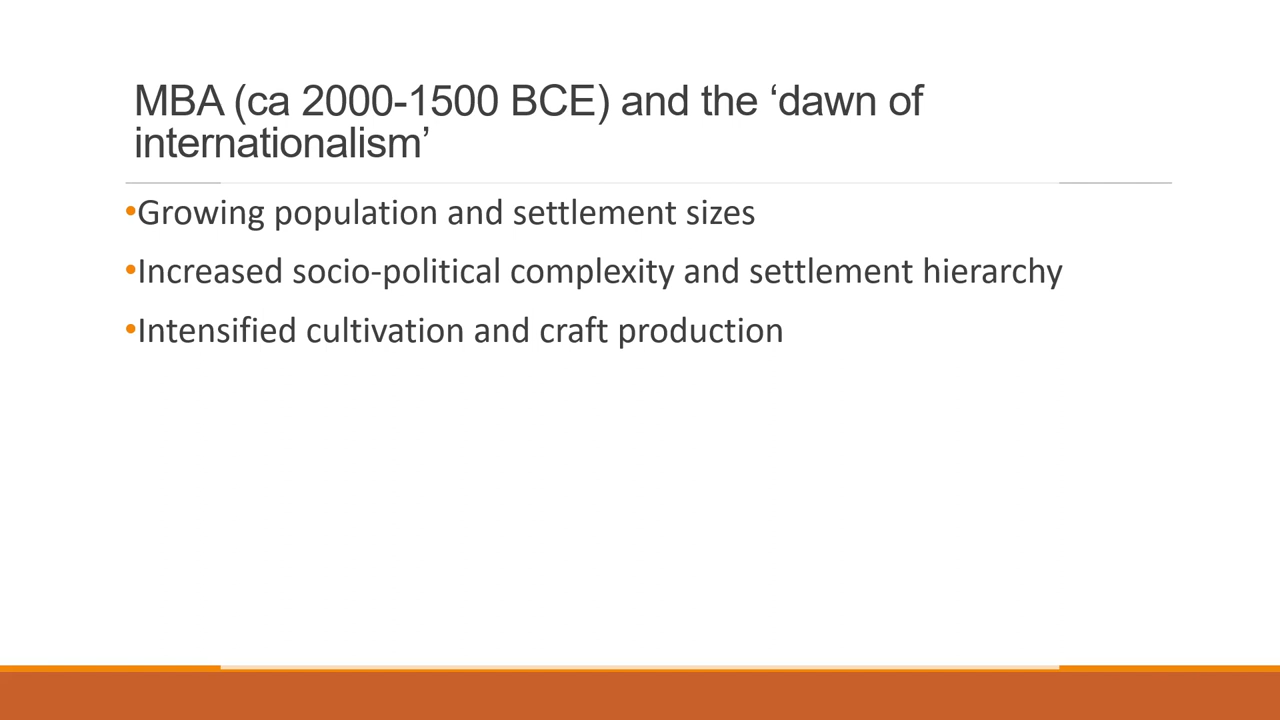 MBA (ca 2000-1500 BCE) and the ‘dawn of
internationalism’
•Growing population and settlement sizes
•Increased socio-political complexity and settlement hierarchy
•Intensified cultivation and craft production